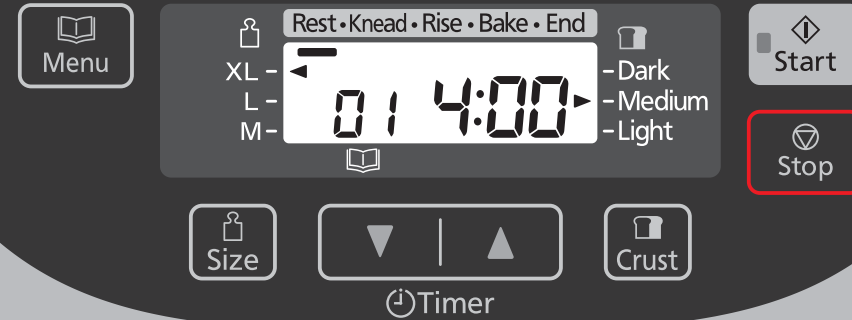 Menu
Rest • Knead • Rise • Bake • End
XL –
L –
M –
01 4:00
– Dark
– Medium
– Light
Start
Stop
Size
Crust
Timer